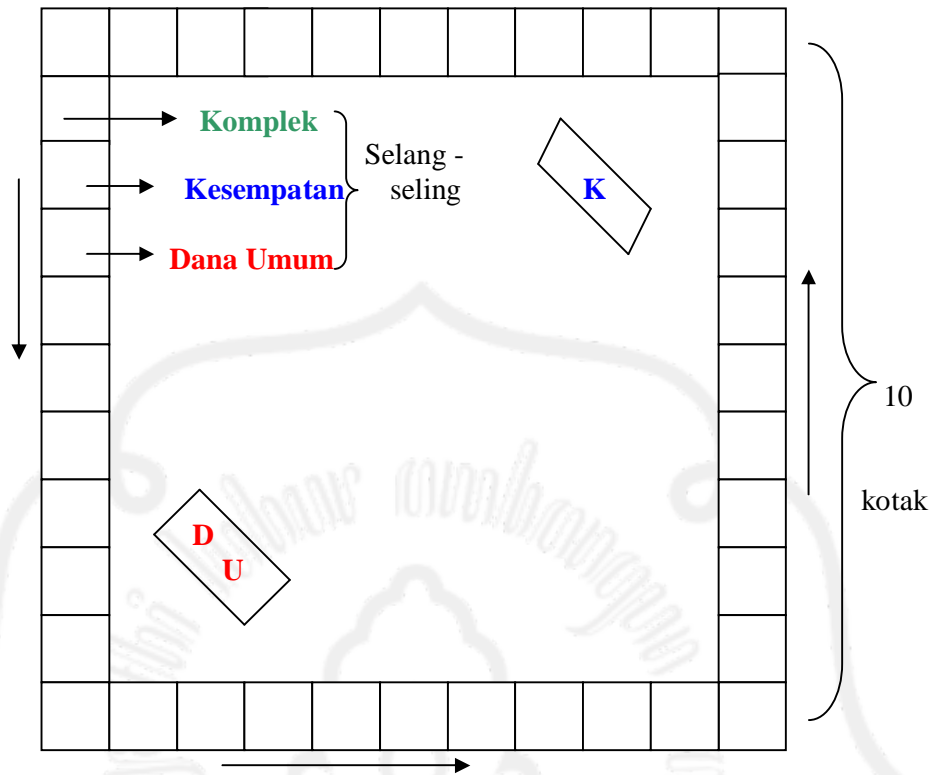 Komplek
Selang -
seling
Kesempatan
K
Dana Umum
10
kotak
D
U